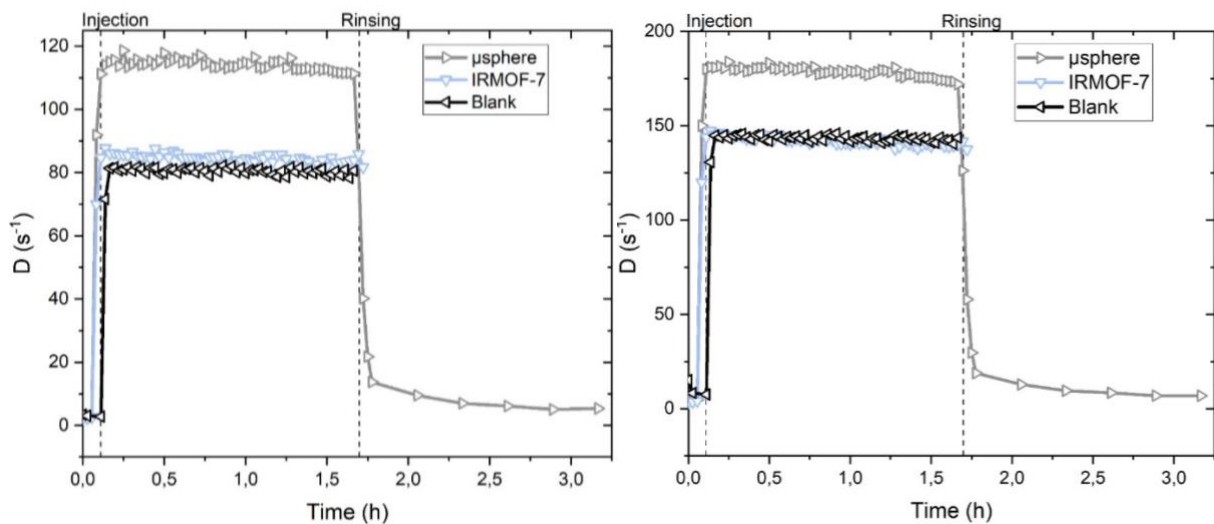 Injection
Rinsing
120
100
80
60
40
20
0
D (s⁻¹)
µsphere
IRMOF-7
Blank
0,0 0,5 1,0 1,5 2,0 2,5 3,0
Time (h)
Injection
Rinsing
200
150
100
50
0
D (s⁻¹)
µsphere
IRMOF-7
Blank
0,0 0,5 1,0 1,5 2,0 2,5 3,0
Time (h)